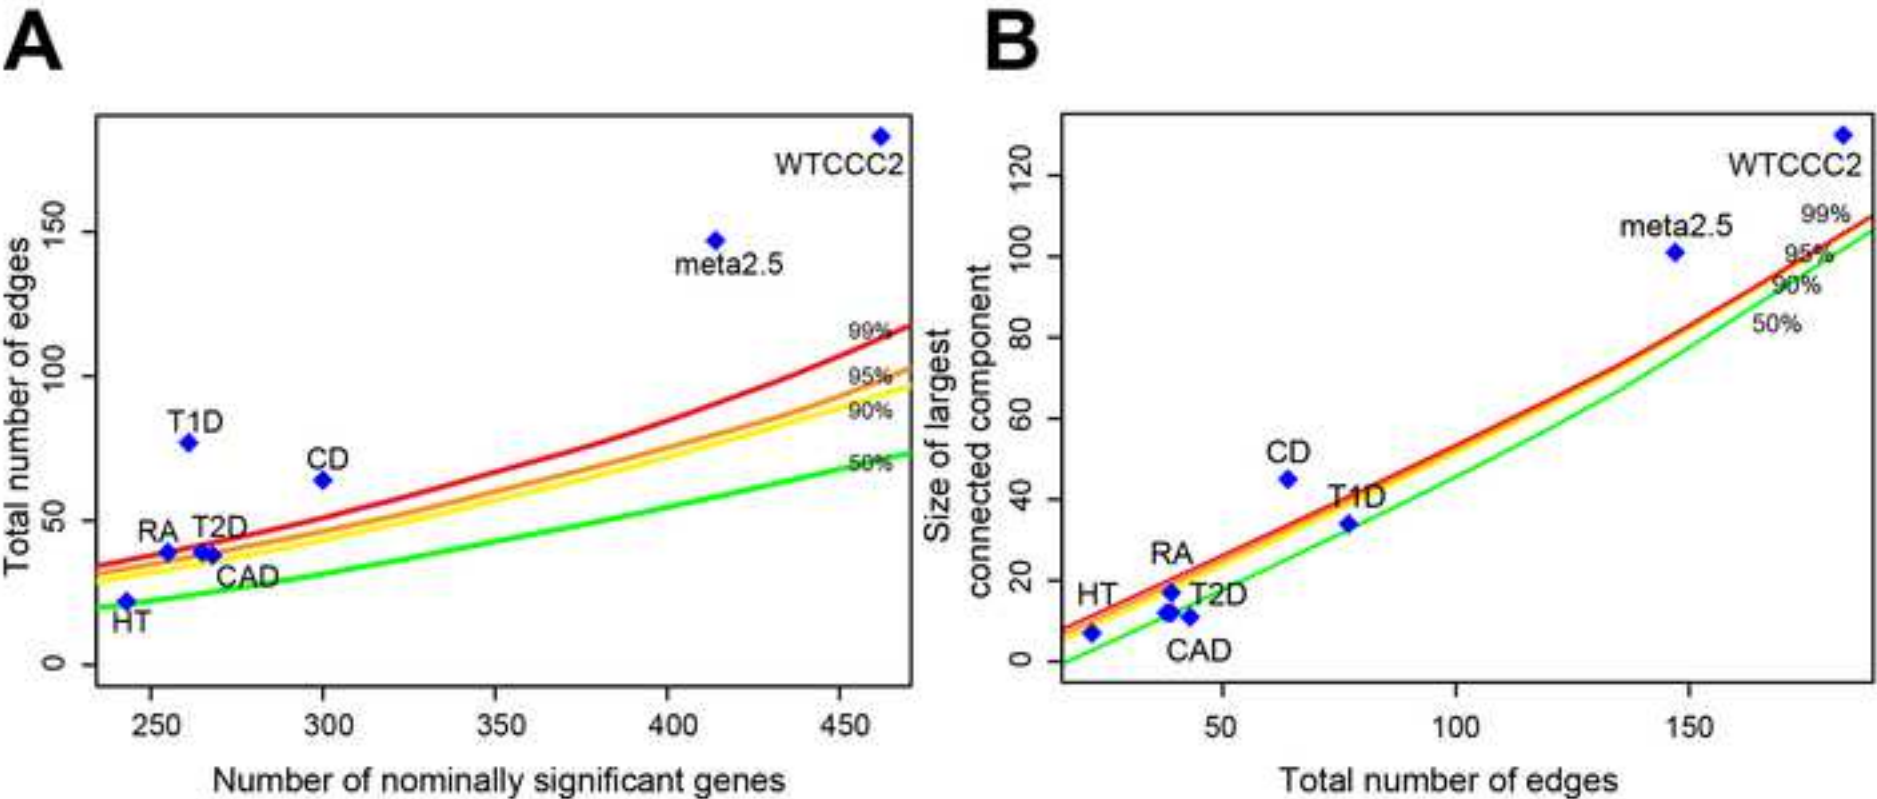 A
B
Total number of edges
0
50
100
150
WTCCC2
meta2.5
99%
95%
90%
50%
T1D
CD
RA
T2D
CAD
HT
250
300
350
400
450
Number of nominally significant genes
Size of largest
connected component
0
20
40
60
80
100
120
WTCCC2
meta2.5
99%
95%
90%
50%
CD
T1D
RA
HT
T2D
CAD
50
100
150
Total number of edges